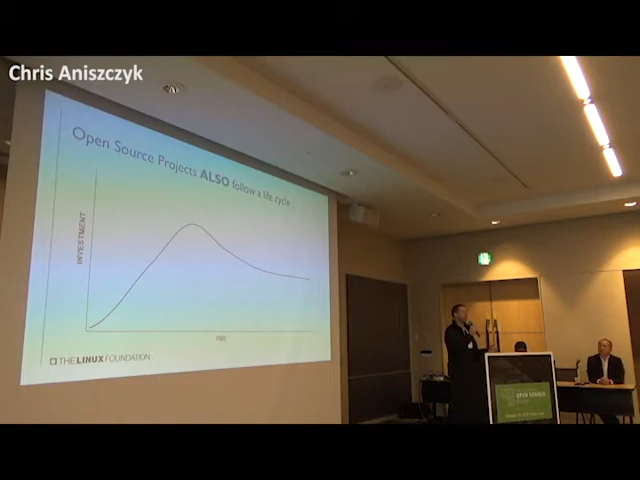 Chris Aniszczyk
Open Source Projects ALSO follow a life cycle
INVESTMENT
TIME
THE LINUX FOUNDATION
OPEN SOURCE